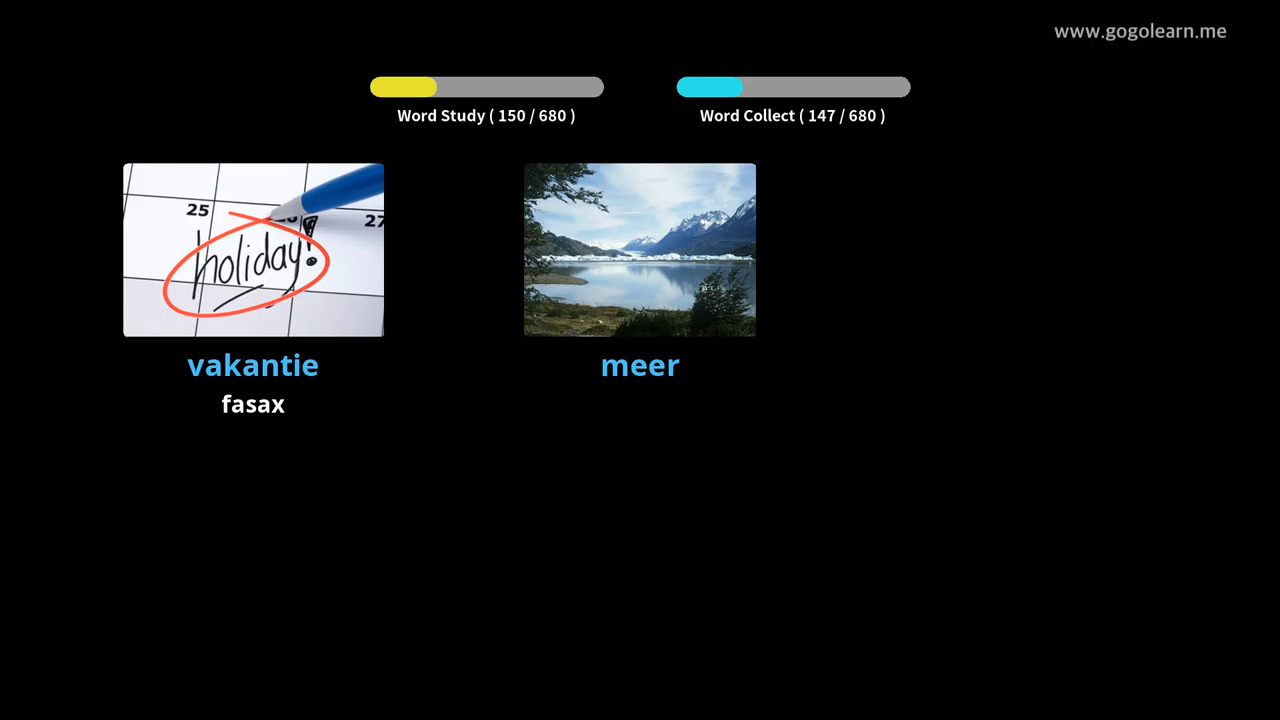 www.gogolearn.me
Word Study ( 150 / 680 )
Word Collect ( 147 / 680 )
25
27
holiday!
vakantie
meer
fasax